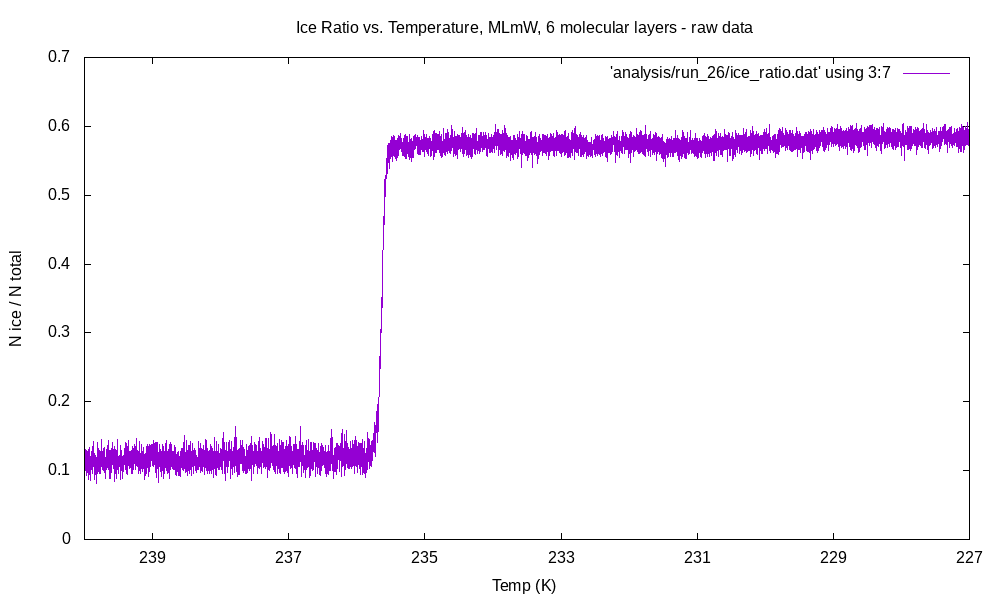 Ice Ratio vs. Temperature, MLmW, 6 molecular layers - raw data
'analysis/run_26/ice_ratio.dat' using 3:7
N ice / N total
0.7
0.6
0.5
0.4
0.3
0.2
0.1
0
239 237 235 233 231 229 227
Temp (K)